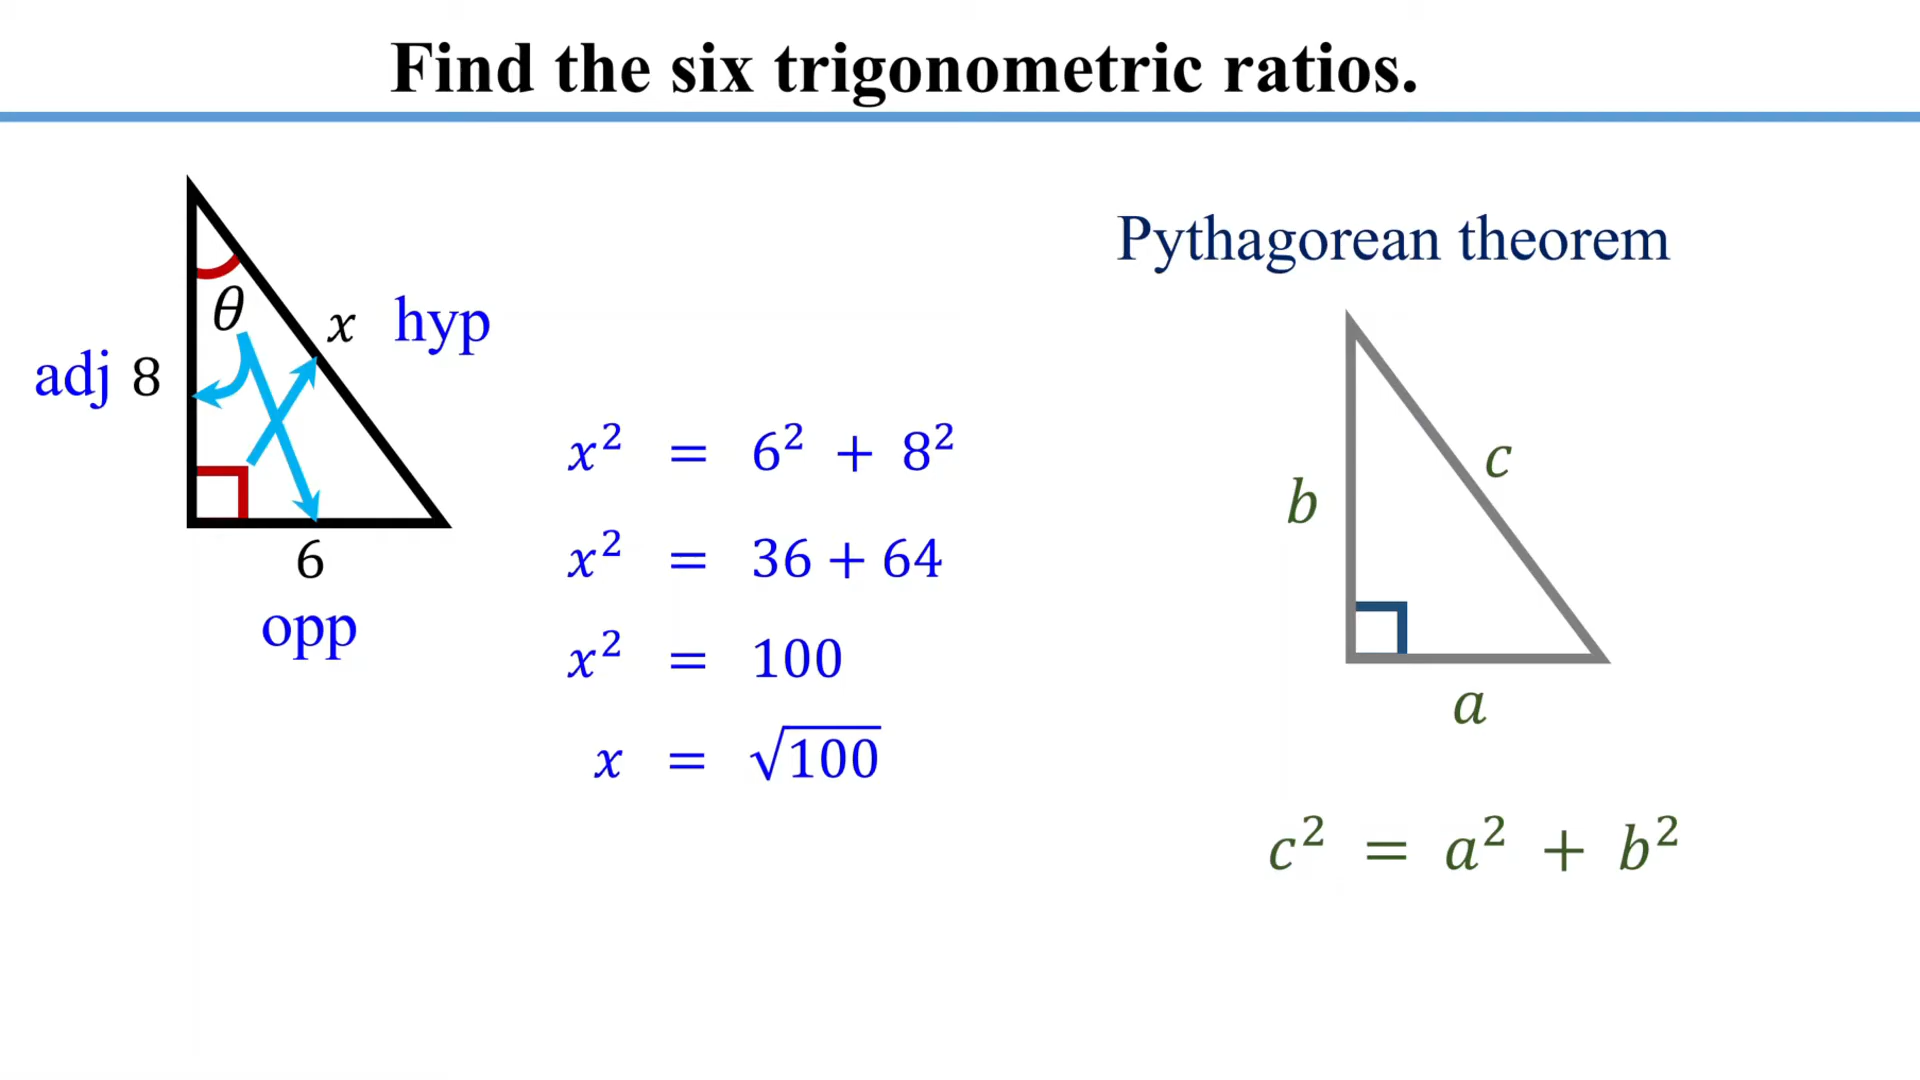 Find the six trigonometric ratios.
θ
x hyp
adj 8
6
opp
x² = 6² + 8²
x² = 36 + 64
x² = 100
x = √100
Pythagorean theorem
c
b
a
c² = a² + b²